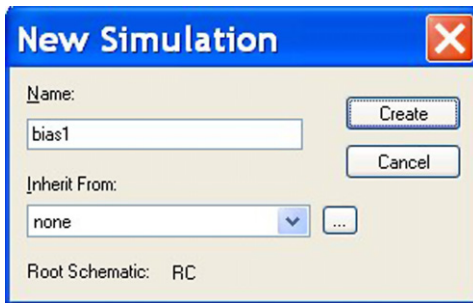 New Simulation
Name:
Create
bias1
Cancel
Inherit From:
none
...
Root Schematic: RC